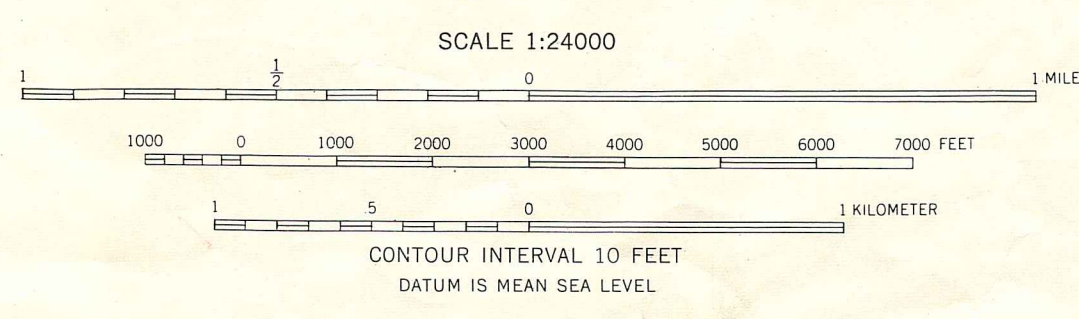 SCALE 1:24000
1 1/2 0 1 MILE
1000 0 1000 2000 3000 4000 5000 6000 7000 FEET
1 .5 0 1 KILOMETER
CONTOUR INTERVAL 10 FEET
DATUM IS MEAN SEA LEVEL